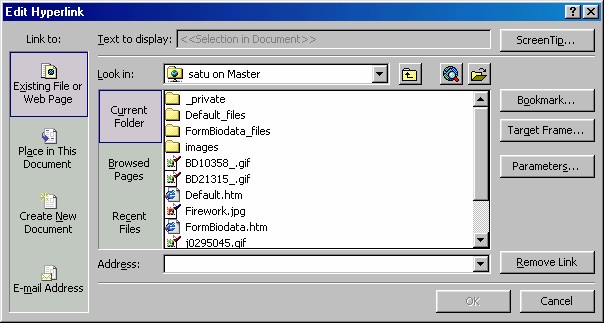 Edit Hyperlink
Link to:
Text to display: <<Selection in Document>>
ScreenTip...
Existing File or
Web Page
Look in: satu on Master
Place in This
Document
Create New
Document
E-mail Address
Current
Folder
Browsed
Pages
Recent
Files
_private
Default_files
FormBiodata_files
images
BD10358_.gif
BD21315_.gif
Default.htm
Firework.jpg
FormBiodata.htm
j0295045.gif
Bookmark...
Target Frame...
Parameters...
Address:
Remove Link
OK
Cancel